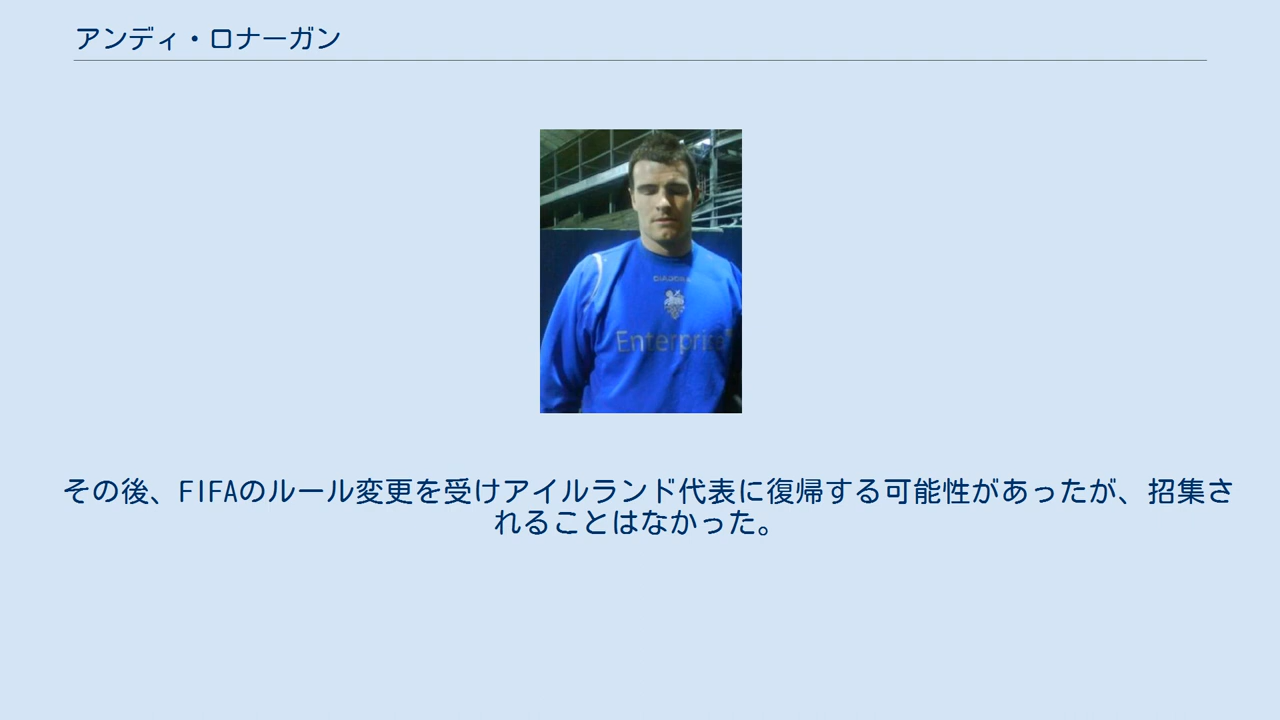 アンディ・ロナーガン
DIADORA
Enterprise
その後、FIFAのルール変更を受けアイルランド代表に復帰する可能性があったが、招集さ
れることはなかった。